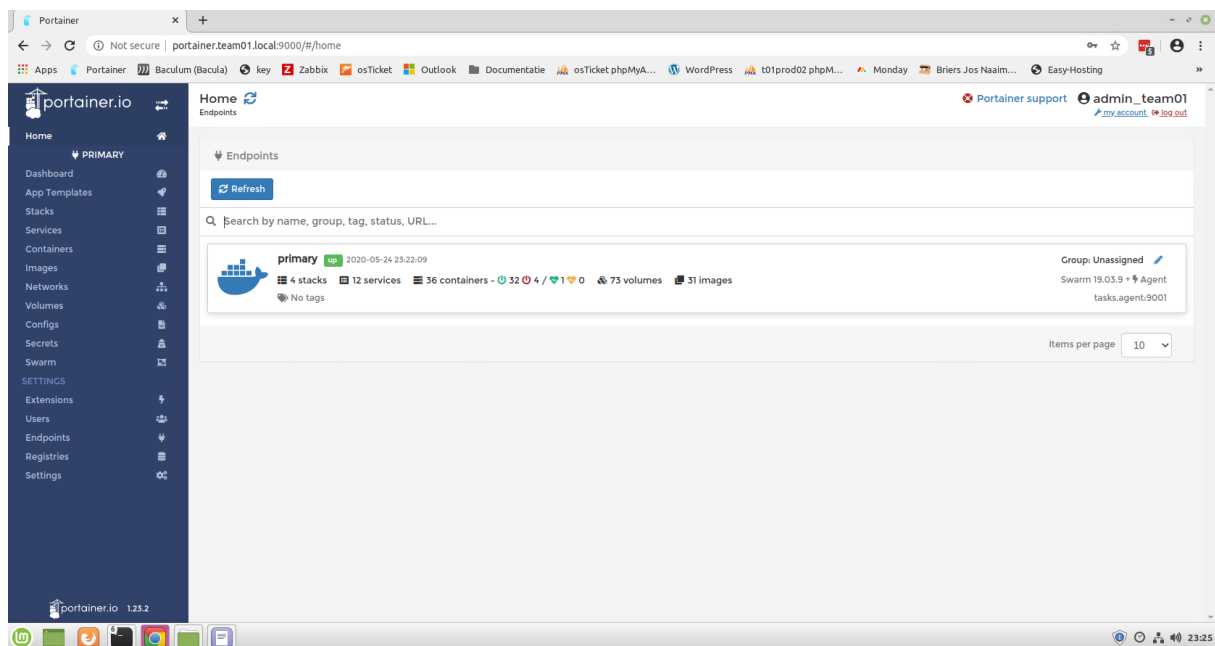 Portainer
Not secure | portainer.team01.local:9000/#/home
Apps Portainer Baculum (Bacula) key Zabbix osTicket Outlook Documentatie osTicket phpMyA... WordPress t01prod02 phpM... Monday Briers Jos Naaim... Easy-Hosting »
5
portainer.io
Home
PRIMARY
Dashboard
App Templates
Stacks
Services
Containers
Images
Networks
Volumes
Configs
Secrets
Swarm
SETTINGS
Extensions
Users
Endpoints
Registries
Settings
portainer.io 1.23.2
Home
Endpoints
Portainer support admin_team01
my account log out
Endpoints
Refresh
Search by name, group, tag, status, URL...
primary up 2020-05-24 23:22:09
Group: Unassigned
4 stacks 12 services 36 containers - 32 4 / 1 0 73 volumes 31 images
Swarm 19.03.9 + Agent
No tags
tasks.agent:9001
Items per page 10
6
23:25